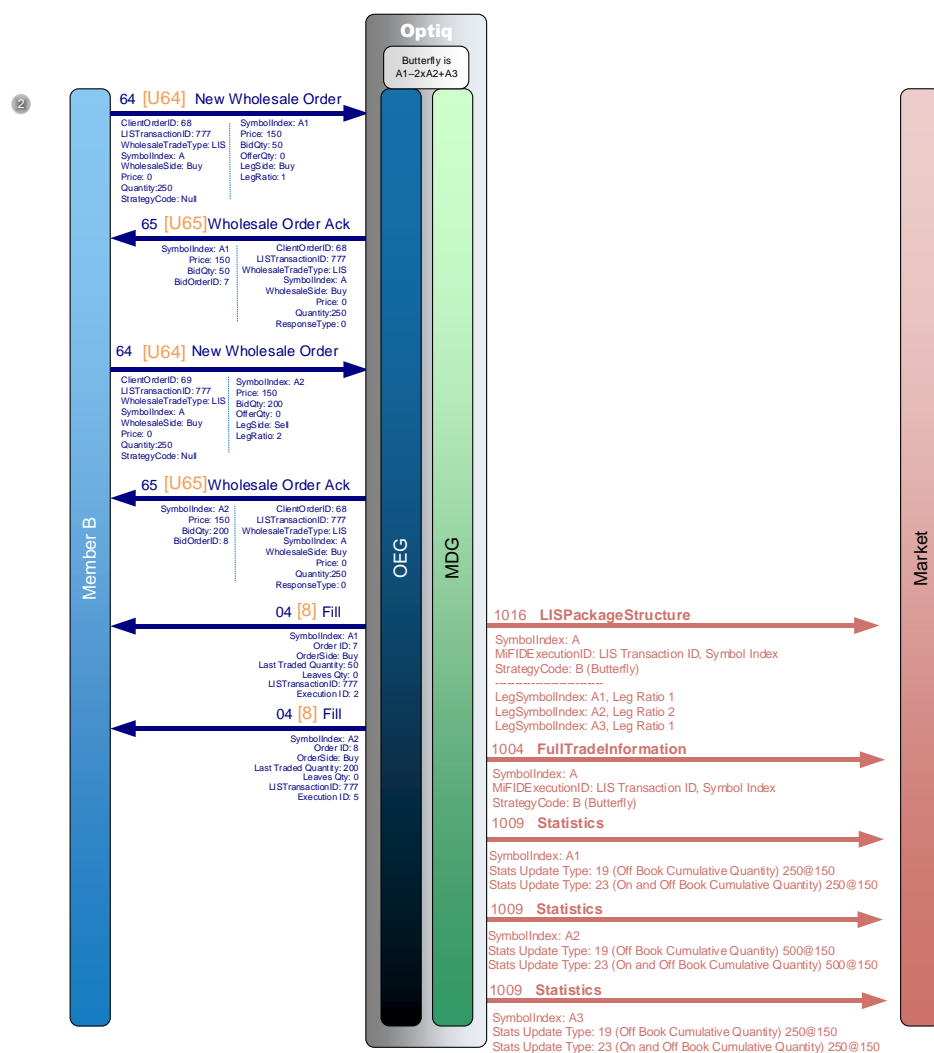 Optiq
Butterfly is
A1–2xA2+A3
2
64 [U64] New Wholesale Order
ClientOrderID: 68
LISTransactionID: 777
WholesaleTradeType: LIS
SymbolIndex: A
WholesaleSide: Buy
Price: 0
Quantity:250
StrategyCode: Null
SymbolIndex: A1
Price: 150
BidQty: 50
OfferQty: 0
LegSide: Buy
LegRatio: 1
65 [U65]Wholesale Order Ack
SymbolIndex: A1
Price: 150
BidQty: 50
BidOrderID: 7
ClientOrderID: 68
LISTransactionID: 777
WholesaleTradeType: LIS
SymbolIndex: A
WholesaleSide: Buy
Price: 0
Quantity:250
ResponseType: 0
64 [U64] New Wholesale Order
ClientOrderID: 69
LISTransactionID: 777
WholesaleTradeType: LIS
SymbolIndex: A
WholesaleSide: Buy
Price: 0
Quantity:250
StrategyCode: Null
SymbolIndex: A2
Price: 150
BidQty: 200
OfferQty: 0
LegSide: Sell
LegRatio: 2
65 [U65]Wholesale Order Ack
SymbolIndex: A2
Price: 150
BidQty: 200
BidOrderID: 8
ClientOrderID: 68
LISTransactionID: 777
WholesaleTradeType: LIS
SymbolIndex: A
WholesaleSide: Buy
Price: 0
Quantity:250
ResponseType: 0
04 [8] Fill
SymbolIndex: A1
Order ID: 7
OrderSide: Buy
Last Traded Quantity: 50
Leaves Qty: 0
LISTransactionID: 777
Execution ID: 2
04 [8] Fill
SymbolIndex: A2
Order ID: 8
OrderSide: Buy
Last Traded Quantity: 200
Leaves Qty: 0
LISTransactionID: 777
Execution ID: 5
Member B
OEG
MDG
Market
1016 LISPackageStructure
SymbolIndex: A
MiFIDExecutionID: LIS Transaction ID, Symbol Index
StrategyCode: B (Butterfly)
---------------------------
LegSymbolIndex: A1, Leg Ratio 1
LegSymbolIndex: A2, Leg Ratio 2
LegSymbolIndex: A3, Leg Ratio 1
1004 FullTradeInformation
SymbolIndex: A
MiFIDExecutionID: LIS Transaction ID, Symbol Index
StrategyCode: B (Butterfly)
1009 Statistics
SymbolIndex: A1
Stats Update Type: 19 (Off Book Cumulative Quantity) 250@150
Stats Update Type: 23 (On and Off Book Cumulative Quantity) 250@150
1009 Statistics
SymbolIndex: A2
Stats Update Type: 19 (Off Book Cumulative Quantity) 500@150
Stats Update Type: 23 (On and Off Book Cumulative Quantity) 500@150
1009 Statistics
SymbolIndex: A3
Stats Update Type: 19 (Off Book Cumulative Quantity) 250@150
Stats Update Type: 23 (On and Off Book Cumulative Quantity) 250@150